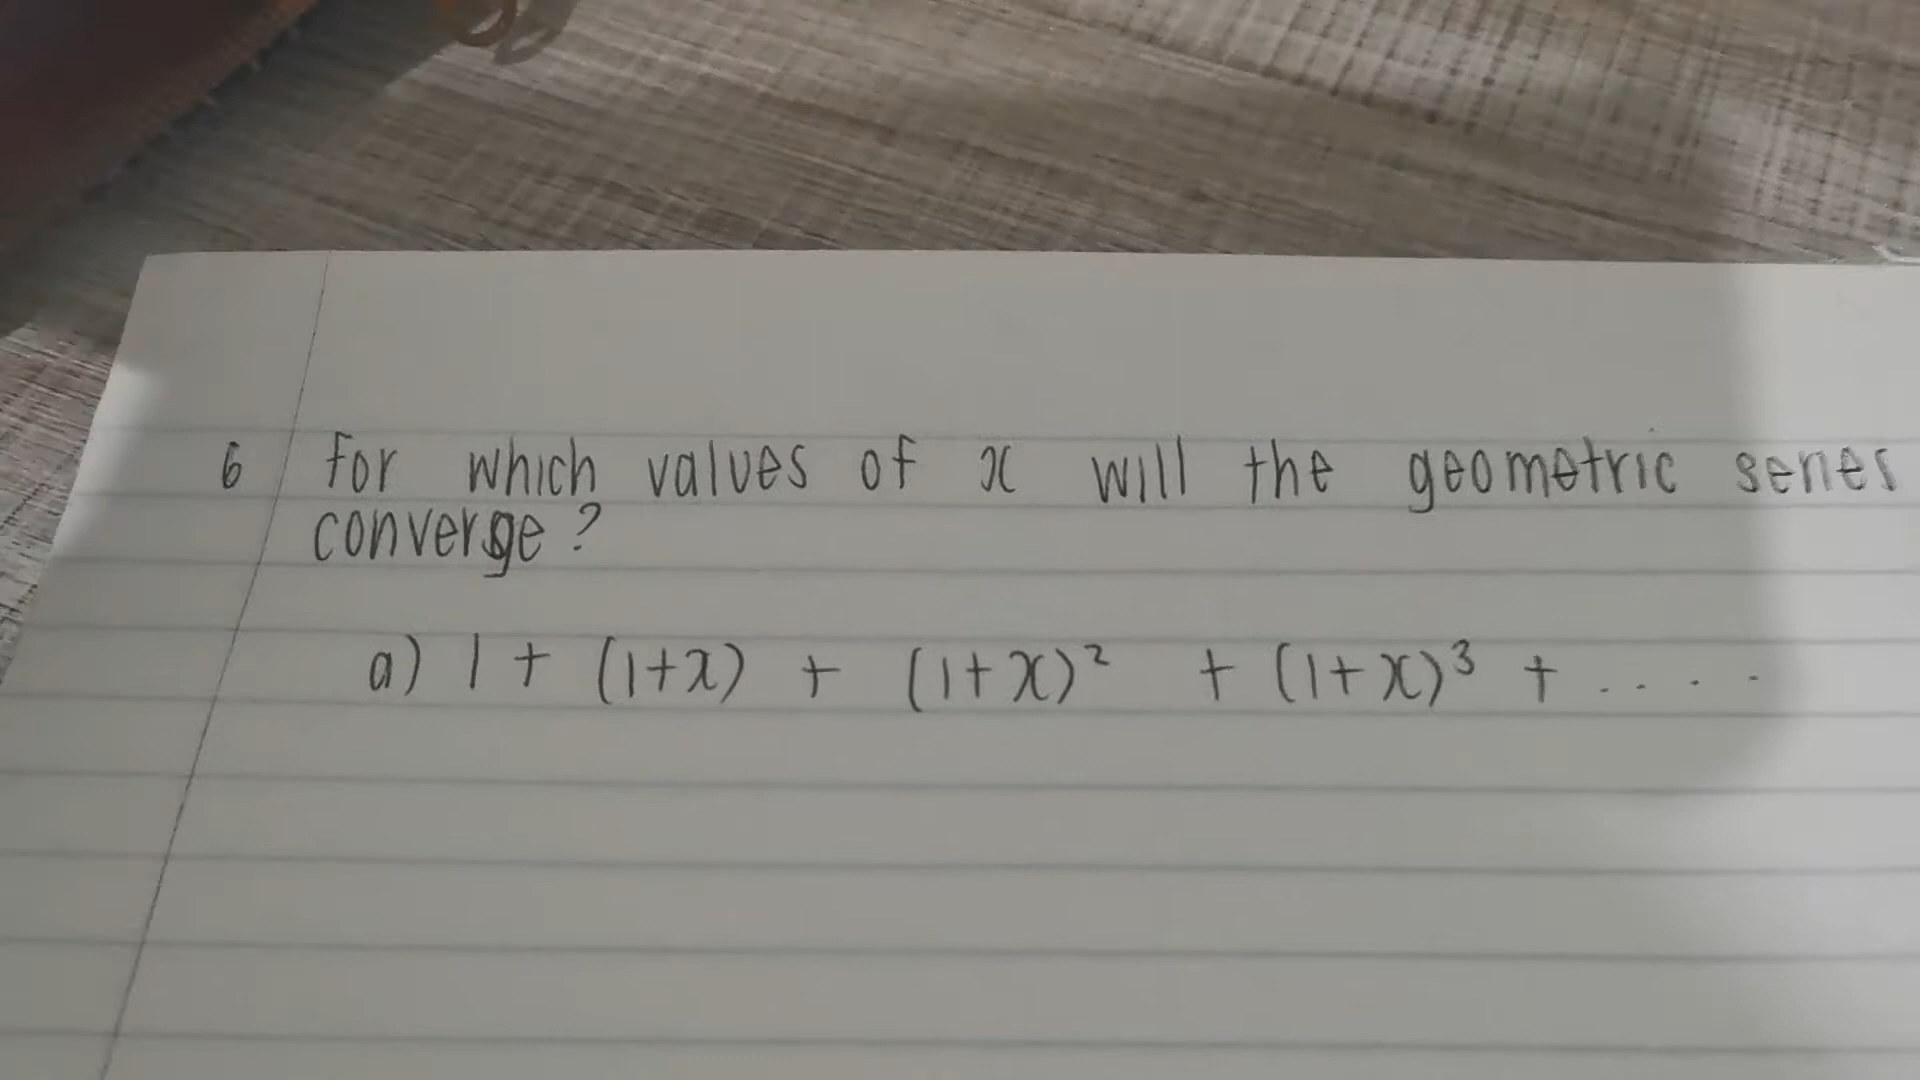 6 for which values of x will the geometric series
converge?
a) 1 + (1+x) + (1+x)² + (1+x)³ + .....